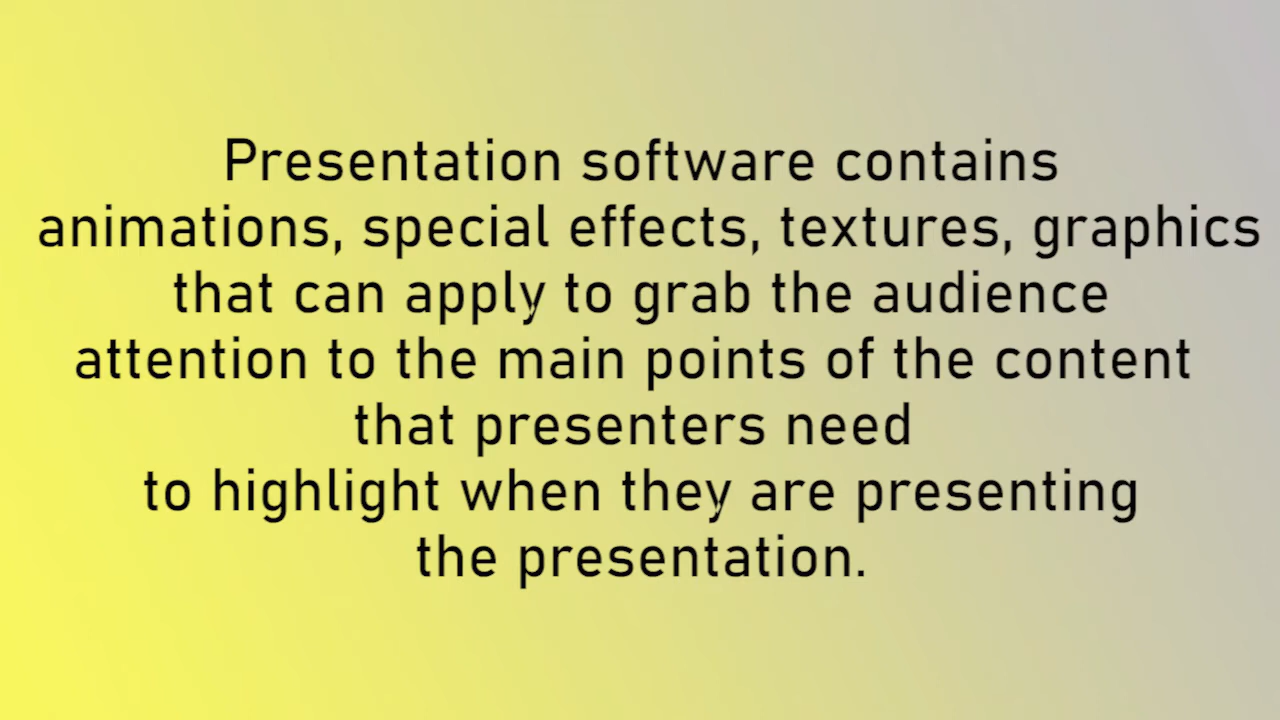 Presentation software contains
animations, special effects, textures, graphics
that can apply to grab the audience
attention to the main points of the content
that presenters need
to highlight when they are presenting
the presentation.